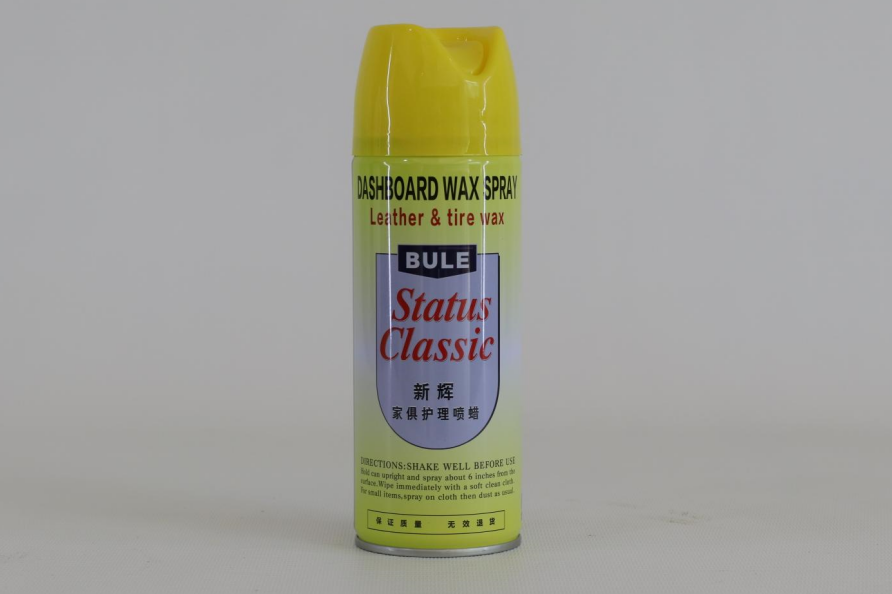 DASHBOARD WAX SPRAY
Leather & tire wax
BULE
Status
Classic
新辉
家俱护理喷蜡
DIRECTIONS:SHAKE WELL BEFORE USE
Hold can upright and spray about 6 inches from the
surface.Wipe immediately with a soft clean cloth.
For small items,spray on cloth then dust as usual.
保证质量 无效退货